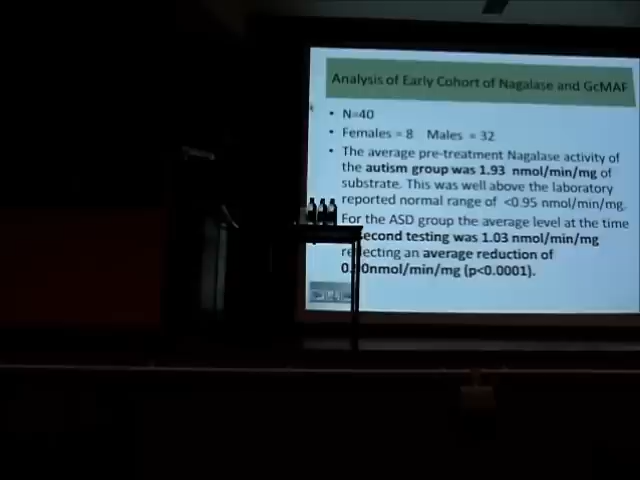 Analysis of Early Cohort of Nagalase and GcMAF
• N=40
• Females = 8 Males = 32
• The average pre-treatment Nagalase activity of
the autism group was 1.93 nmol/min/mg of
substrate. This was well above the laboratory
reported normal range of <0.95 nmol/min/mg.
For the ASD group the average level at the time
second testing was 1.03 nmol/min/mg
an average reduction of
nmol/min/mg (p<0.0001).